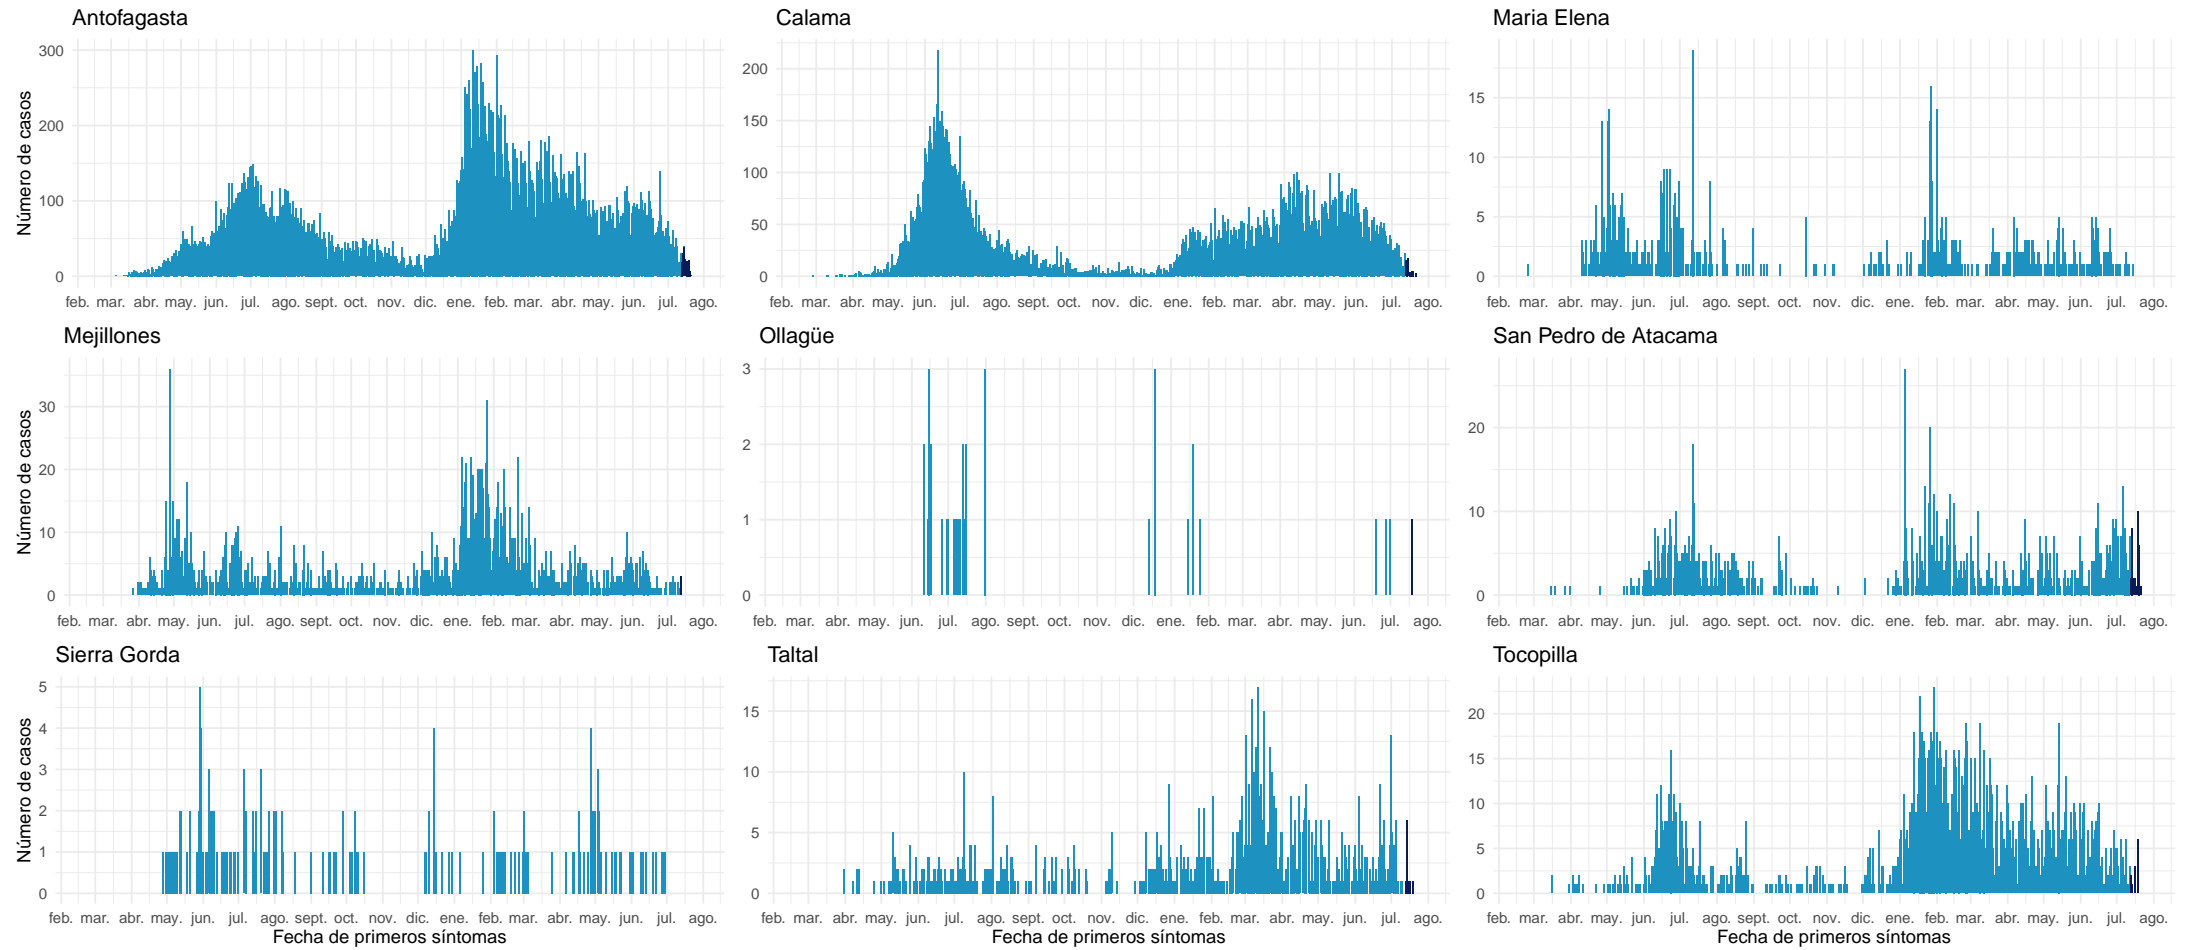 Antofagasta
Calama
Maria Elena
Número de casos
300
200
100
0
200
150
100
50
0
15
10
5
0
feb. mar. abr. may. jun. jul. ago. sept. oct. nov. dic. ene. feb. mar. abr. may. jun. jul. ago.
feb. mar. abr. may. jun. jul. ago. sept. oct. nov. dic. ene. feb. mar. abr. may. jun. jul. ago.
feb. mar. abr. may. jun. jul. ago. sept. oct. nov. dic. ene. feb. mar. abr. may. jun. jul. ago.
Mejillones
Ollagüe
San Pedro de Atacama
Número de casos
30
20
10
0
3
2
1
0
20
10
0
feb. mar. abr. may. jun. jul. ago. sept. oct. nov. dic. ene. feb. mar. abr. may. jun. jul. ago.
feb. mar. abr. may. jun. jul. ago. sept. oct. nov. dic. ene. feb. mar. abr. may. jun. jul. ago.
feb. mar. abr. may. jun. jul. ago. sept. oct. nov. dic. ene. feb. mar. abr. may. jun. jul. ago.
Sierra Gorda
Taltal
Tocopilla
Número de casos
5
4
3
2
1
0
15
10
5
0
20
15
10
5
0
feb. mar. abr. may. jun. jul. ago. sept. oct. nov. dic. ene. feb. mar. abr. may. jun. jul. ago.
feb. mar. abr. may. jun. jul. ago. sept. oct. nov. dic. ene. feb. mar. abr. may. jun. jul. ago.
feb. mar. abr. may. jun. jul. ago. sept. oct. nov. dic. ene. feb. mar. abr. may. jun. jul. ago.
Fecha de primeros síntomas
Fecha de primeros síntomas
Fecha de primeros síntomas